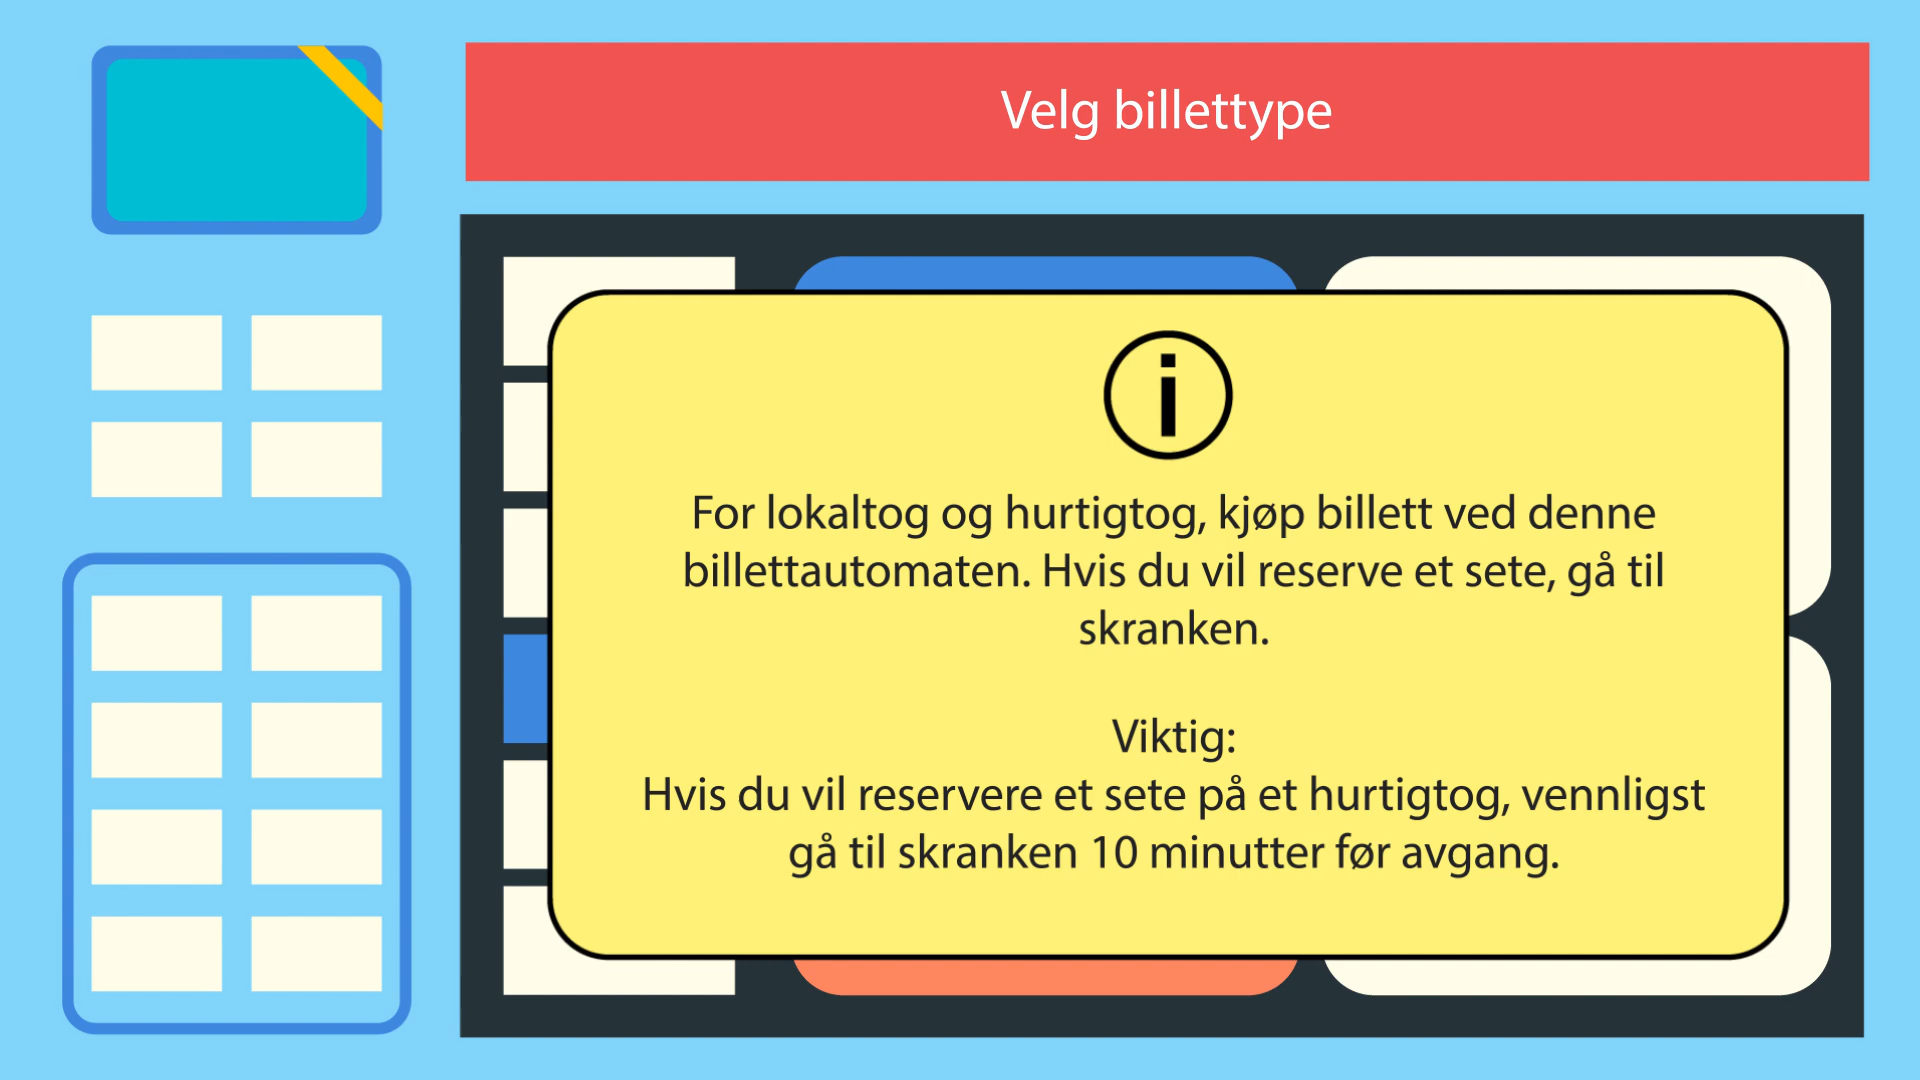 Velg billettype
i
For lokaltog og hurtigtog, kjøp billett ved denne
billettautomaten. Hvis du vil reserve et sete, gå til
skranken.
Viktig:
Hvis du vil reservere et sete på et hurtigtog, vennligst
gå til skranken 10 minutter før avgang.